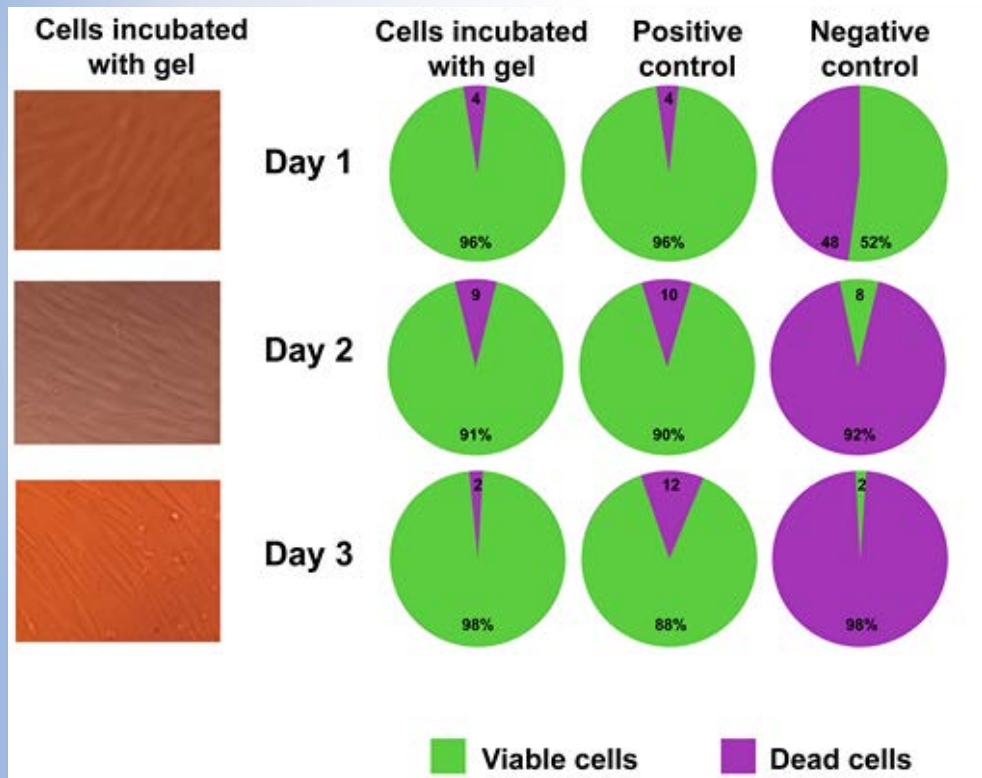 Cells incubated
with gel
Cells incubated
with gel
Positive
control
Negative
control
Day 1
4
96%
4
96%
48
52%
Day 2
9
91%
10
90%
8
92%
Day 3
2
98%
12
88%
2
98%
Viable cells
Dead cells